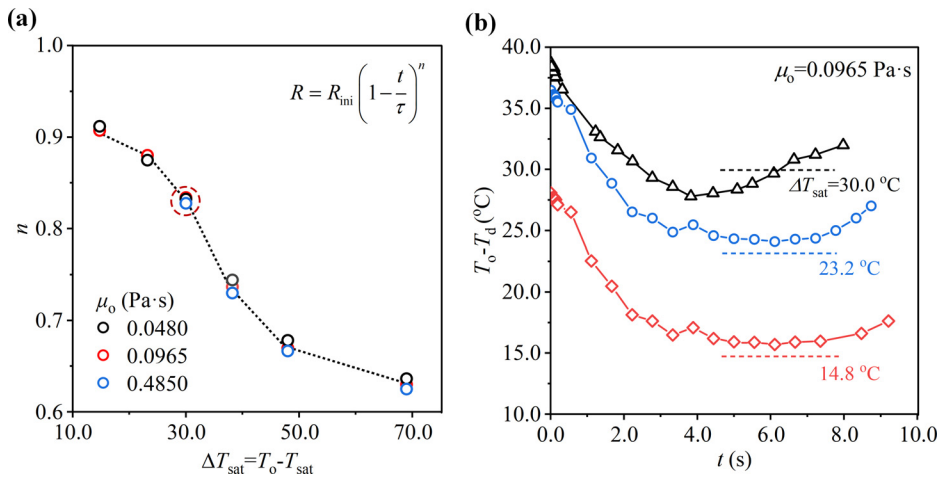 (a)
1.0
0.9
0.8
0.7
0.6
n
R = R_ini (1 − t/τ)^n
μ_o (Pa·s)
0.0480
0.0965
0.4850
10.0 30.0 50.0 70.0
ΔT_sat=T_o-T_sat
(b)
40.0
35.0
30.0
25.0
20.0
15.0
10.0
T_o-T_d (°C)
μ_o=0.0965 Pa·s
ΔT_sat=30.0 °C
23.2 °C
14.8 °C
0.0 2.0 4.0 6.0 8.0 10.0
t (s)